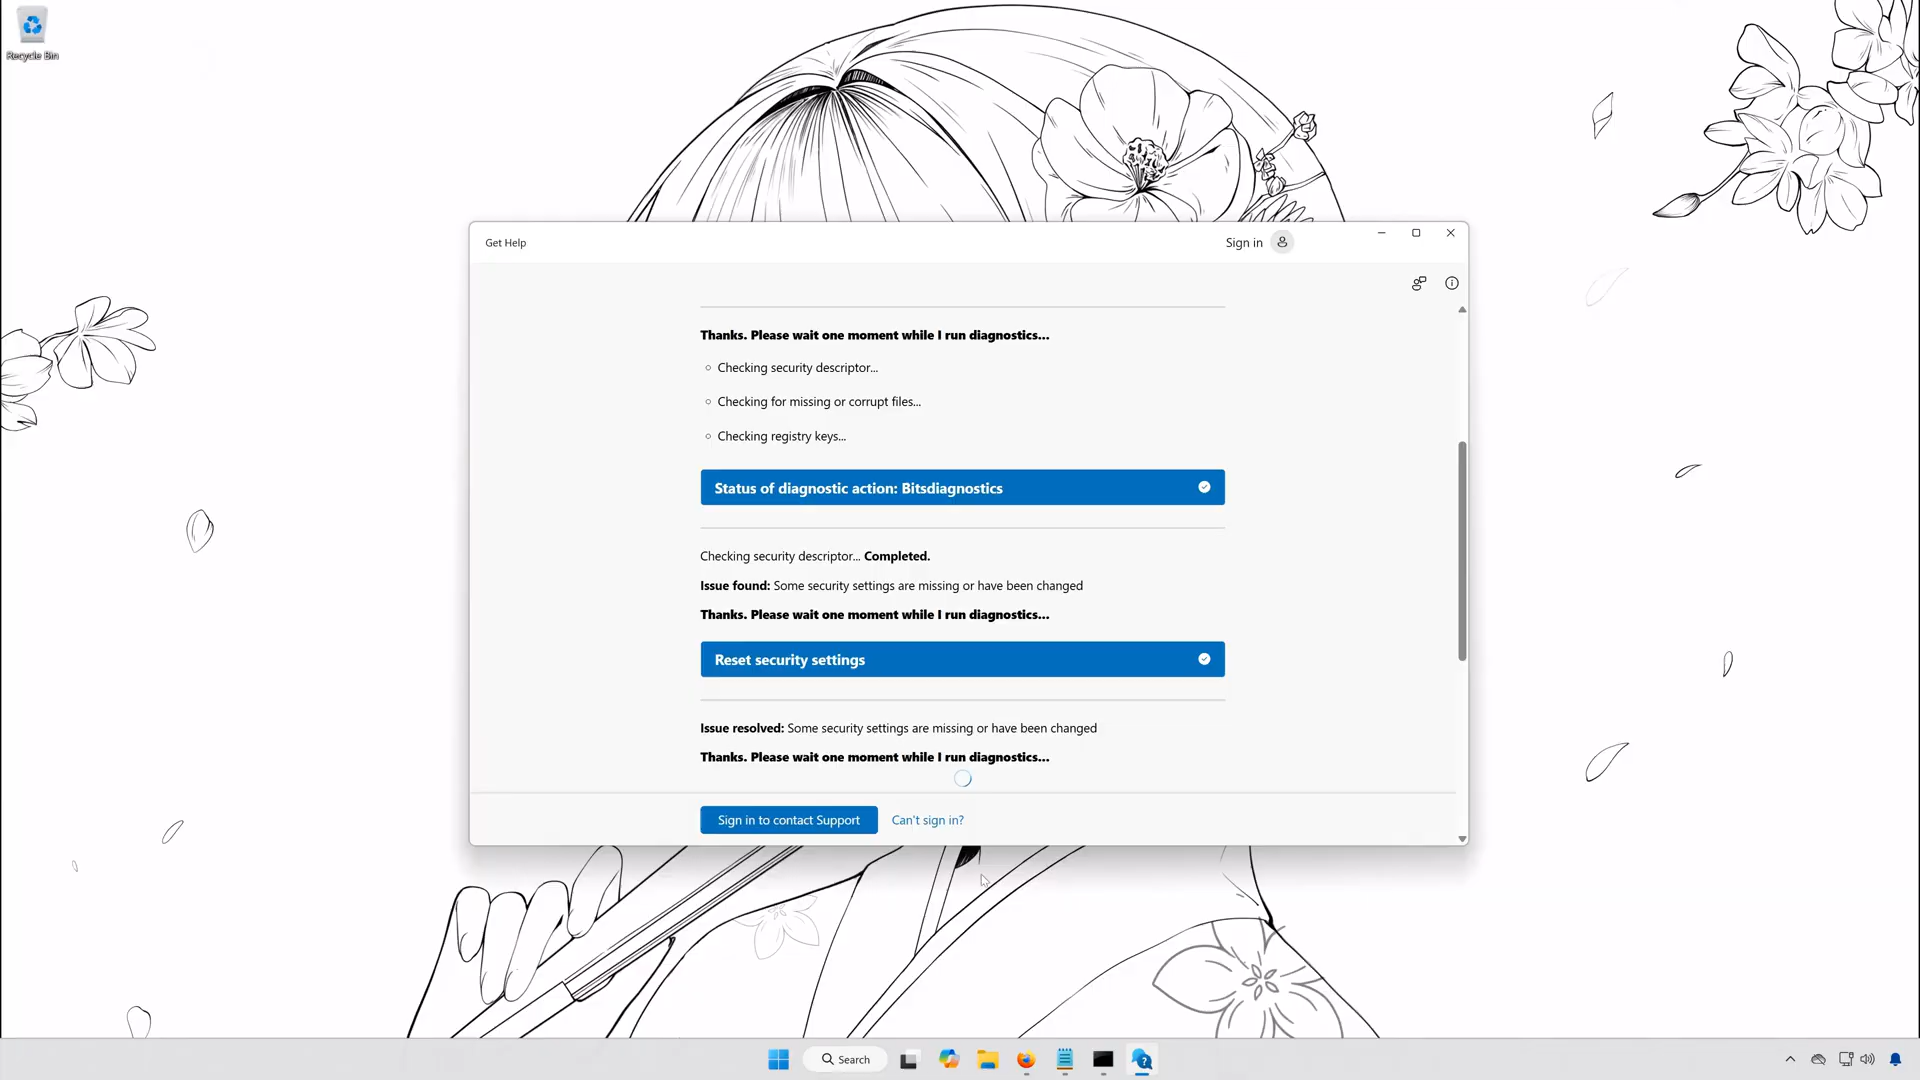 Recycle Bin
Get Help
Sign in
Thanks. Please wait one moment while I run diagnostics...
Checking security descriptor...
Checking for missing or corrupt files...
Checking registry keys...
Status of diagnostic action: Bitsdiagnostics
Checking security descriptor... Completed.
Issue found: Some security settings are missing or have been changed
Thanks. Please wait one moment while I run diagnostics...
Reset security settings
Issue resolved: Some security settings are missing or have been changed
Thanks. Please wait one moment while I run diagnostics...
Sign in to contact Support
Can't sign in?
Search